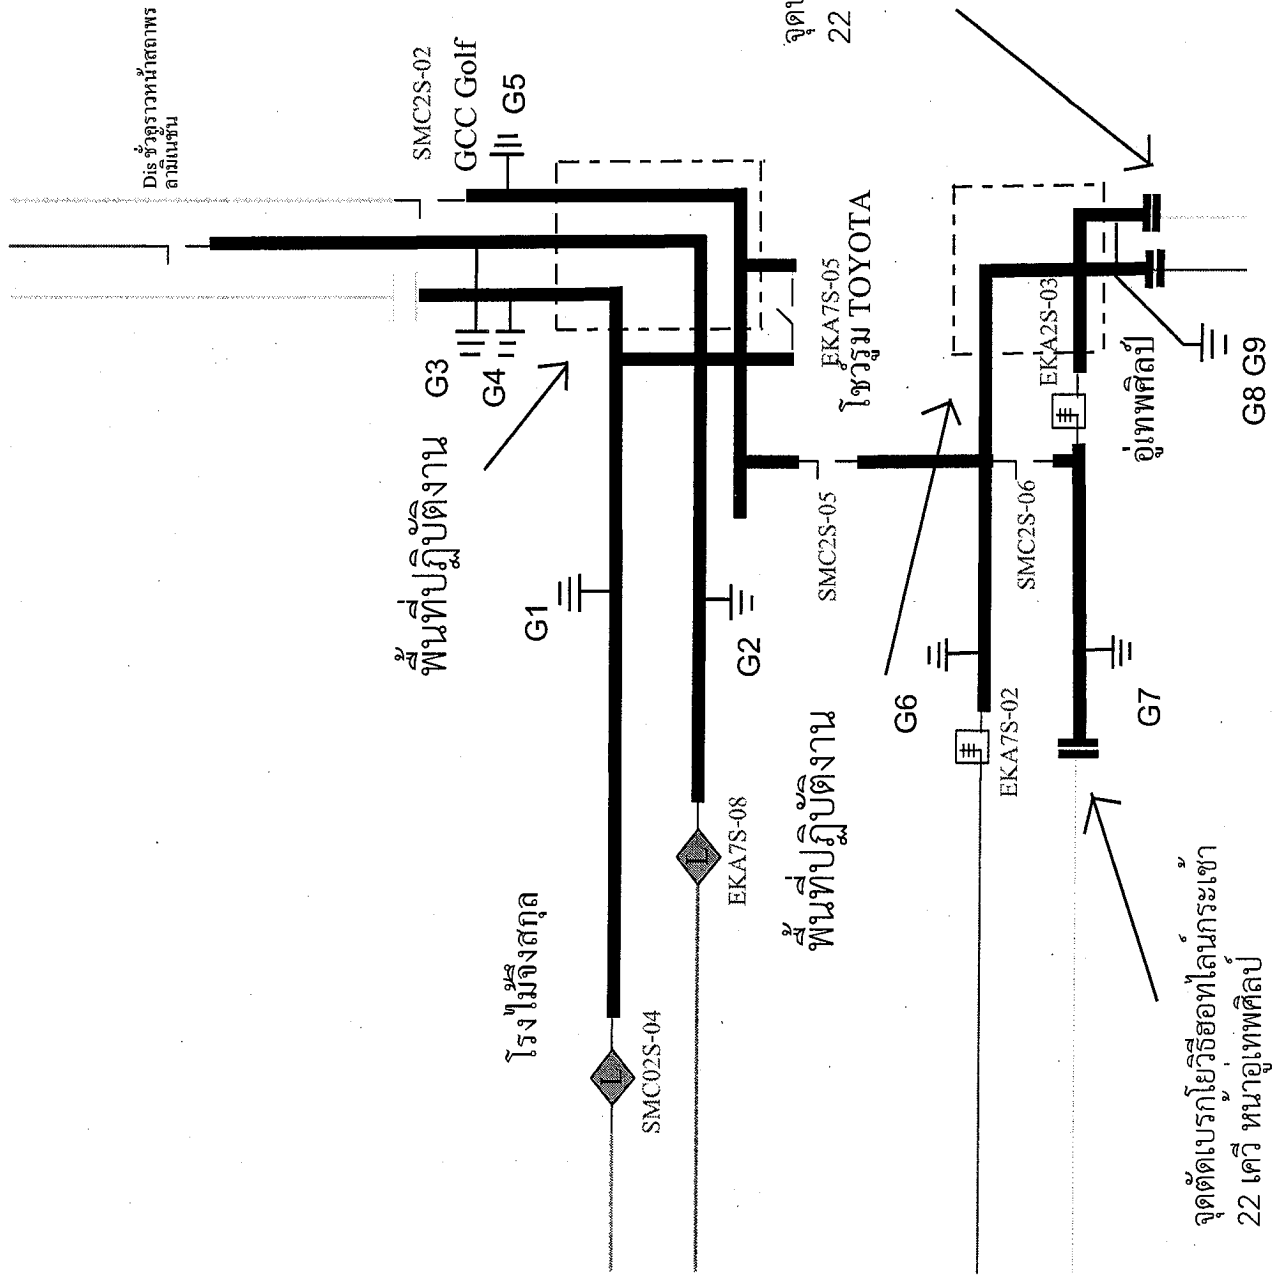 Dis ชั่วคราวหน้าสถาพร
ลามิเนชั่น
SMC2S-02
GCC Golf
G5
G3
G4
พื้นที่ปฏิบัติงาน
G1
G2
โรงไม้จึงสกุล
SMC02S-04
EKA7S-08
EKA7S-05
โชว์รูม TOYOTA
SMC2S-05
22
EKA2S-03
อู่เทพศิลป์
G8 G9
SMC2S-06
พื้นที่ปฏิบัติงาน
G6
EKA7S-02
G7
จุดตัดเบรกโยวิธีฮอทไลน์กระเช้า
22 เควี หน้าอู่เทพศิลป์
L
L